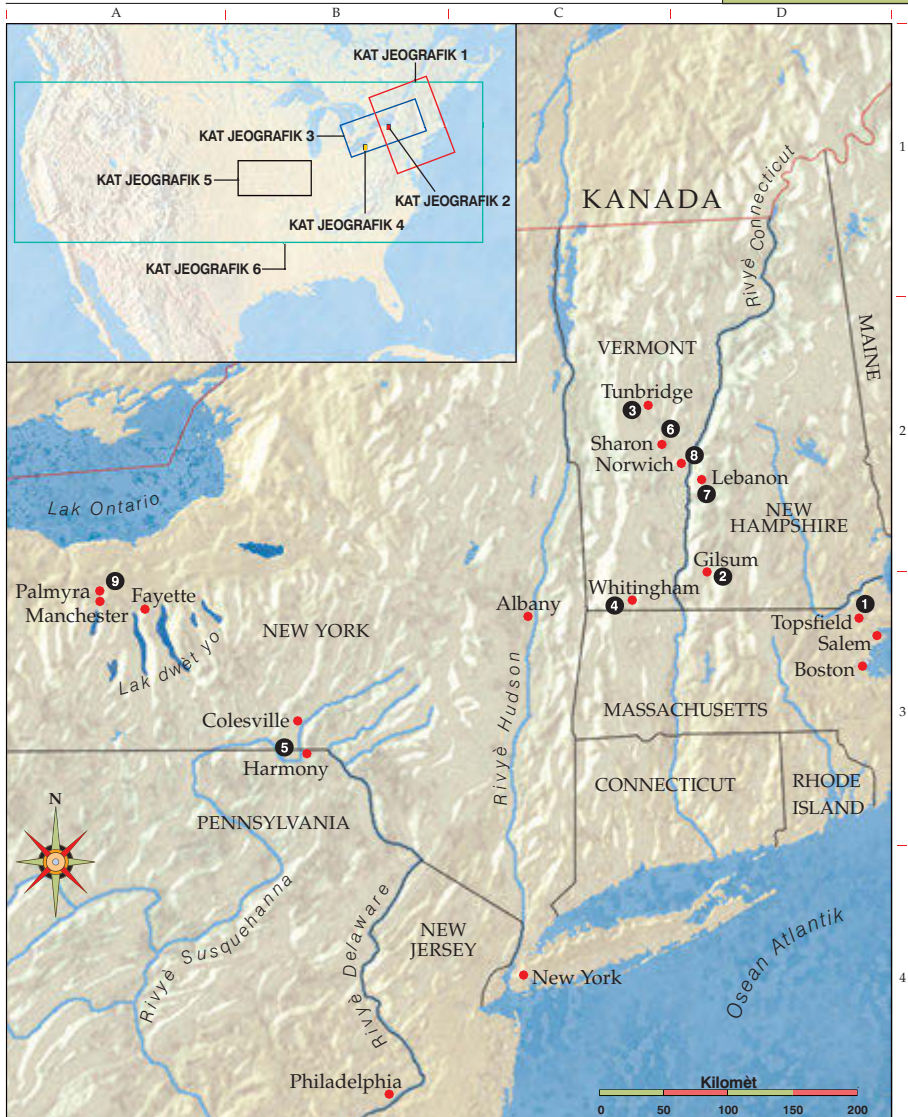 A B C D
KAT JEOGRAFIK 1
KAT JEOGRAFIK 3
KAT JEOGRAFIK 5
KAT JEOGRAFIK 2
KAT JEOGRAFIK 4
KAT JEOGRAFIK 6
1
KANADA
Rivyè Connecticut
MAINE
VERMONT
Tunbridge
3
6
Sharon
8
Norwich
Lebanon
7
2
NEW
HAMPSHIRE
Lak Ontario
Gilsum
2
9
Palmyra
Fayette
Manchester
Whitingham
4
1
Albany
Topsfield
Salem
Boston
NEW YORK
Lak dwèt yo
Rivyè Hudson
MASSACHUSETTS
3
Colesville
5
Harmony
CONNECTICUT
RHODE
ISLAND
N
PENNSYLVANIA
Rivyè Susquehanna
Rivyè Delaware
NEW
JERSEY
Osean Atlantik
New York
4
Philadelphia
Kilomèt
0 50 100 150 200